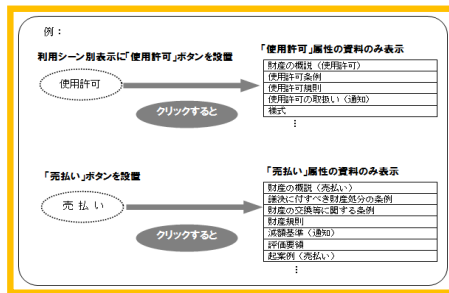 例：
利用シーン別表示に「使用許可」ボタンを設置
「使用許可」属性の資料のみ表示
使用許可
クリックすると
財産の概説（使用許可）
使用許可条例
使用許可規則
使用許可の取扱い（通知）
様式
：
「売払い」ボタンを設置
「売払い」属性の資料のみ表示
売 払 い
クリックすると
財産の概説（売払い）
議決に付すべき財産処分の条例
財産の交換等に関する条例
財産規則
減額基準（通知）
評価要領
起案例（売払い）
：